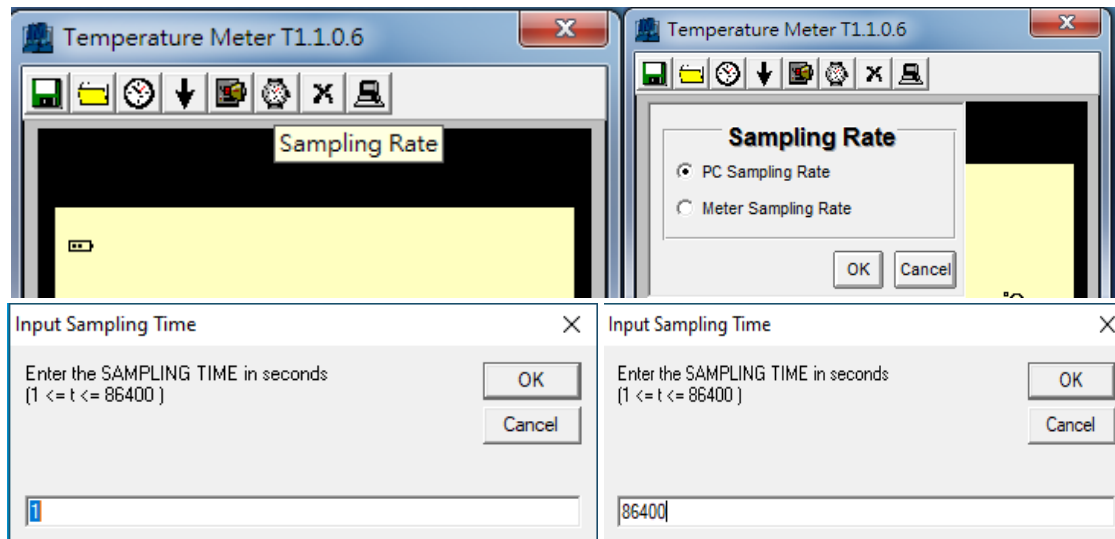 Temperature Meter T1.1.0.6
Sampling Rate
Temperature Meter T1.1.0.6
Sampling Rate
PC Sampling Rate
Meter Sampling Rate
OK Cancel
Input Sampling Time
Enter the SAMPLING TIME in seconds
(1 <= t <= 86400 )
OK
Cancel
1
Input Sampling Time
Enter the SAMPLING TIME in seconds
(1 <= t <= 86400 )
OK
Cancel
86400